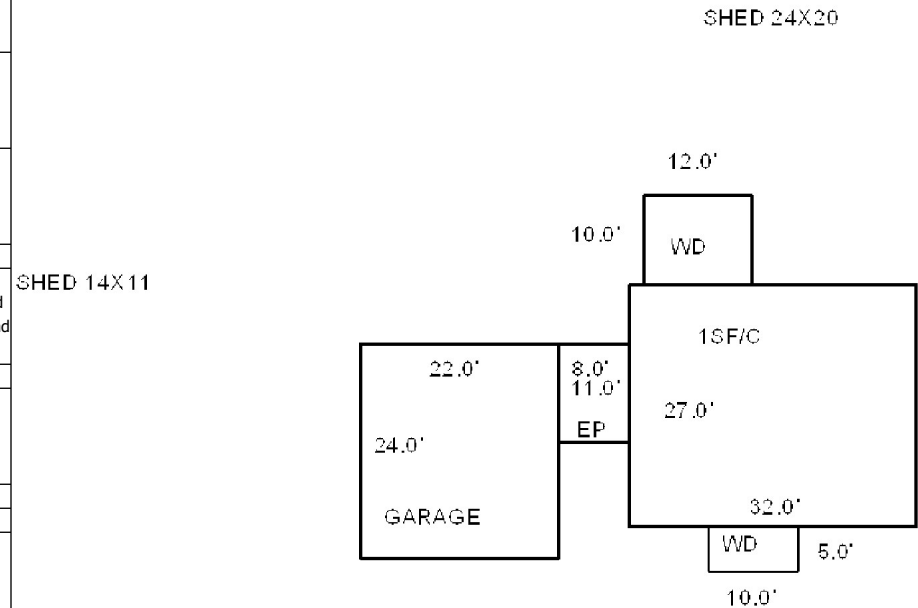 SHED 24X20
12.0'
10.0'
WD
SHED 14X11
d
d
1SF/C
22.0'
8.0'
11.0'
27.0'
EP
24.0'
32.0'
GARAGE
WD
5.0'
10.0'